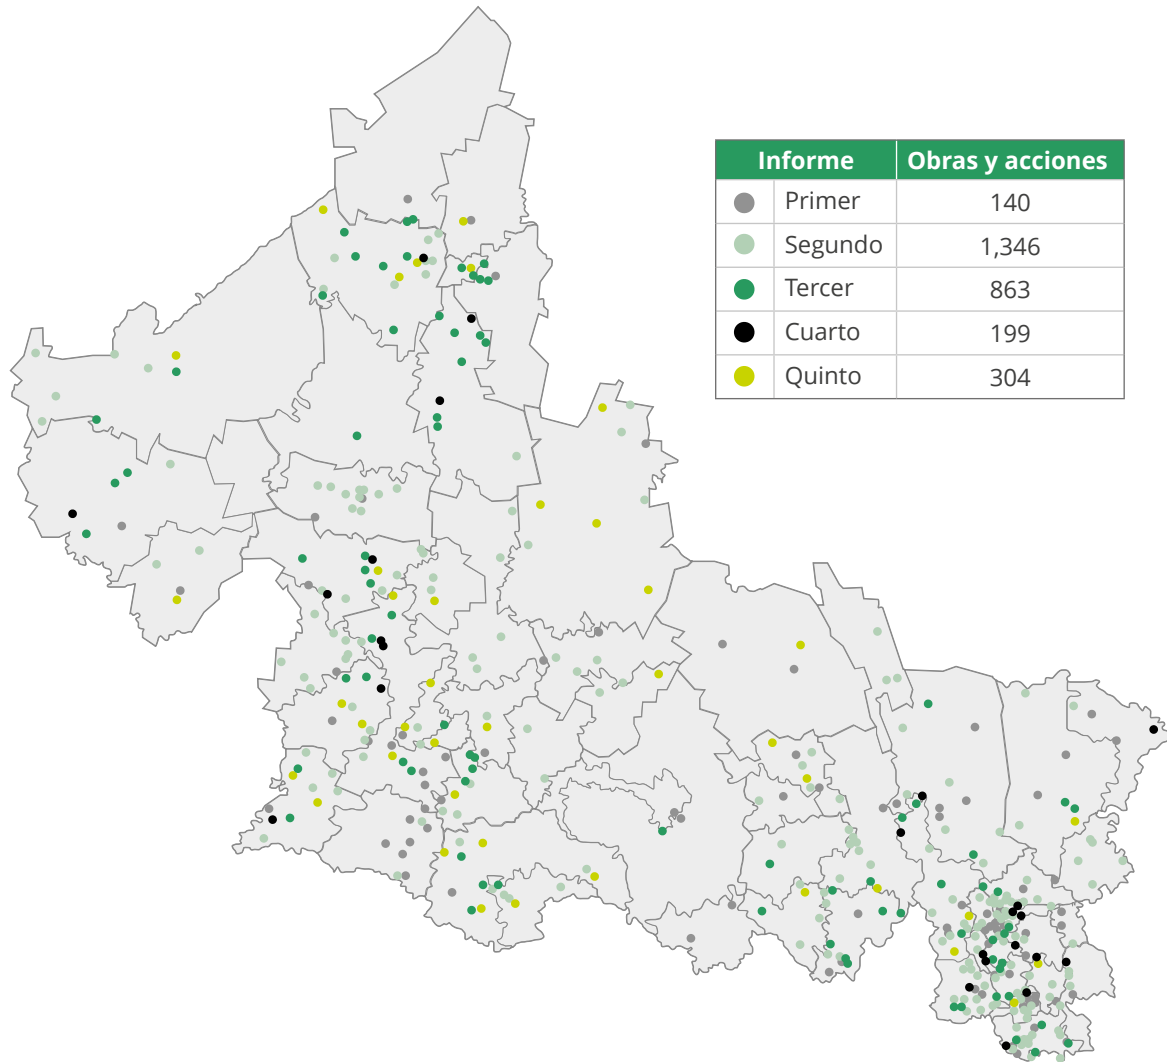 Informe Obras y acciones
Primer 140
Segundo 1,346
Tercer 863
Cuarto 199
Quinto 304